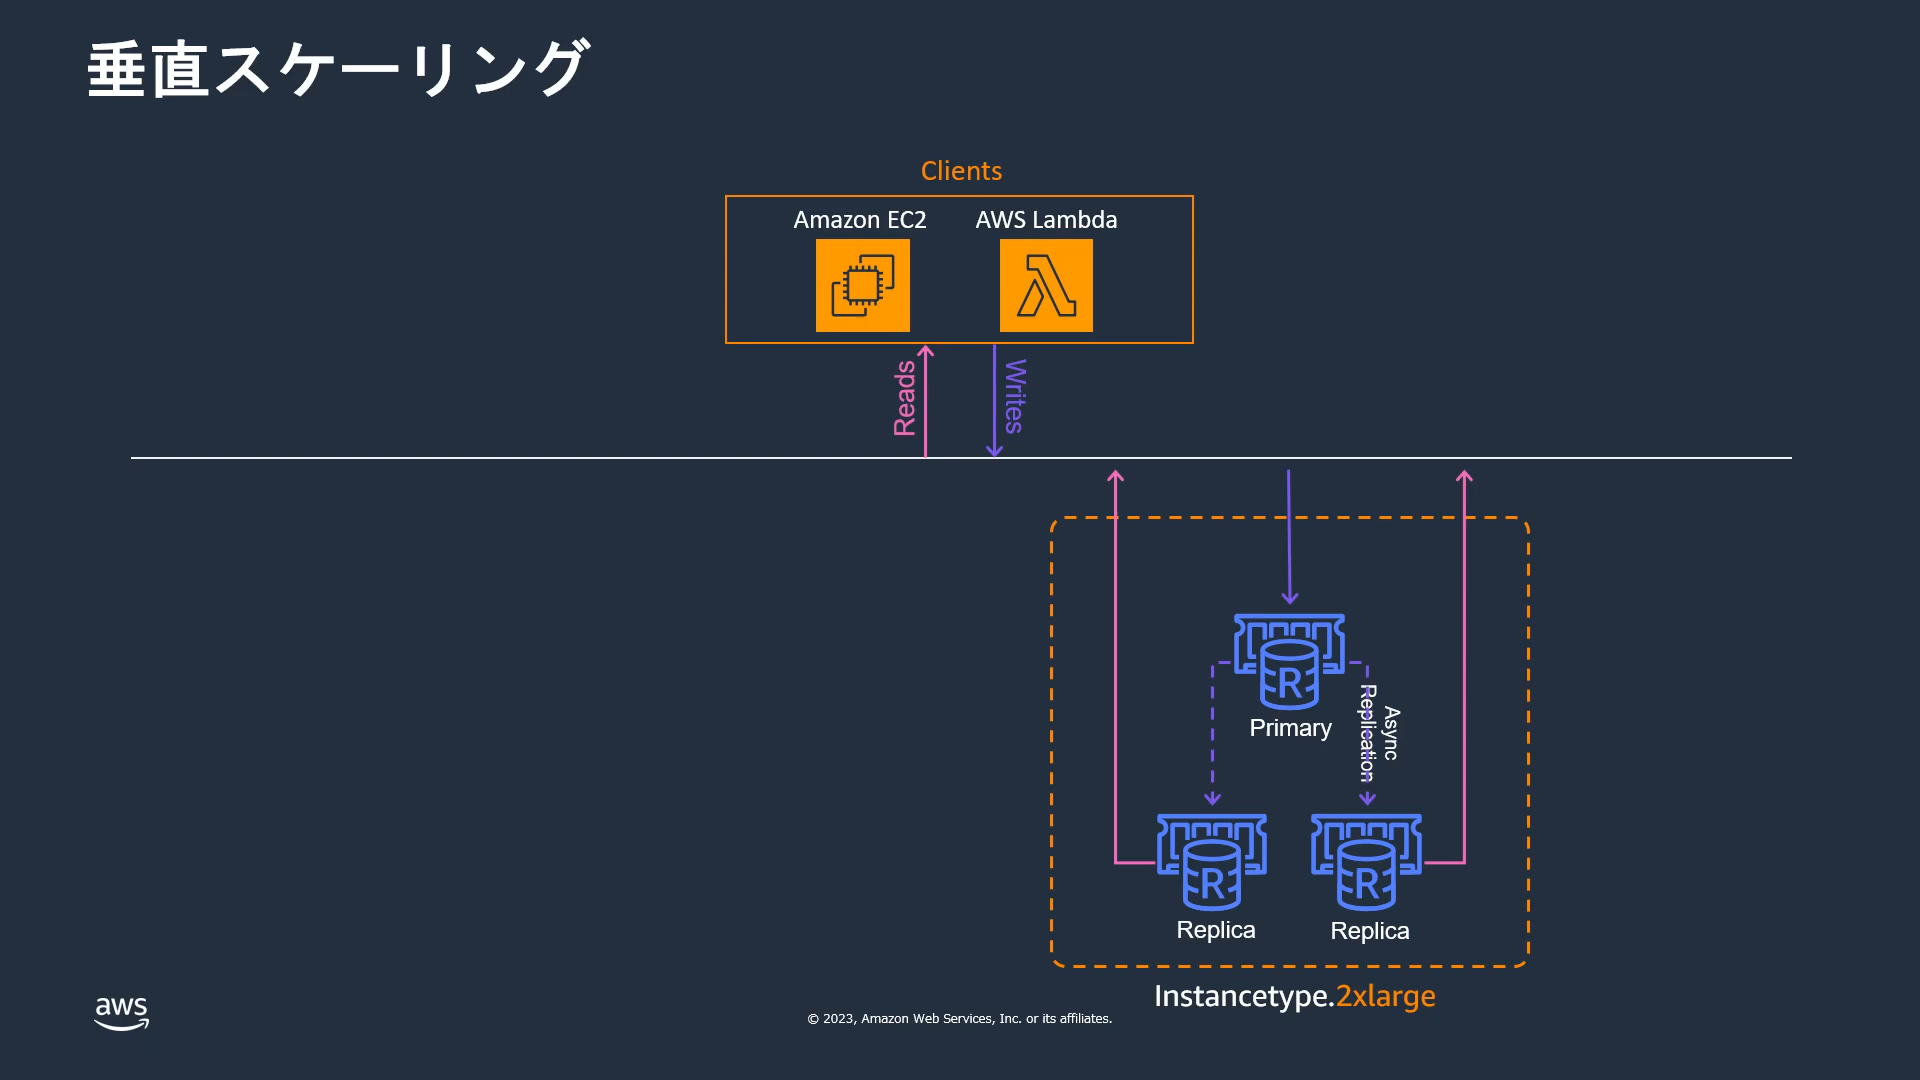 垂直スケーリング
Clients
Amazon EC2
AWS Lambda
Reads
Writes
R
Primary
Async
Replication
R
R
Replica
Replica
Instancetype.2xlarge
aws
© 2023, Amazon Web Services, Inc. or its affiliates.